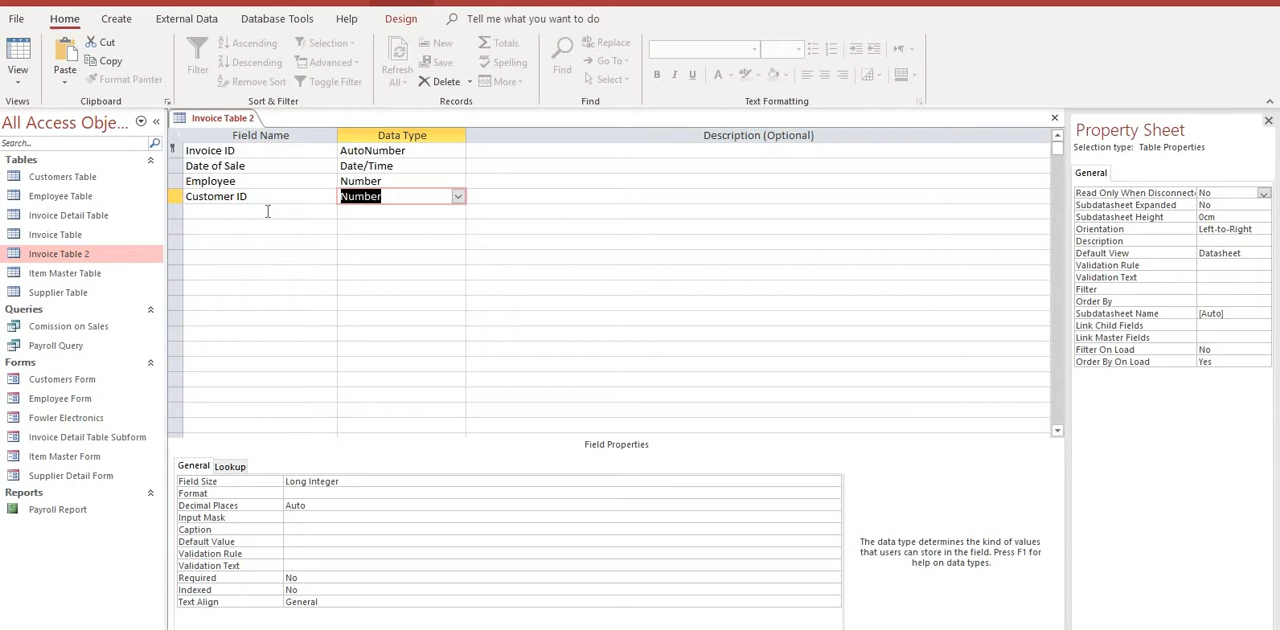 File Home Create External Data Database Tools Help Design Tell me what you want to do
View
Views
Paste
Cut
Copy
Format Painter
Clipboard
Filter
Ascending
Descending
Remove Sort
Selection
Advanced
Toggle Filter
Sort & Filter
Refresh
All
New
Save
Delete
Totals
Spelling
More
Records
Find
Replace
Go To
Select
Find
B I U A
Text Formatting
All Access Obje...
Search...
Tables
Customers Table
Employee Table
Invoice Detail Table
Invoice Table
Invoice Table 2
Item Master Table
Supplier Table
Queries
Comission on Sales
Payroll Query
Forms
Customers Form
Employee Form
Fowler Electronics
Invoice Detail Table Subform
Item Master Form
Supplier Detail Form
Reports
Payroll Report
Invoice Table 2
Field Name Data Type Description (Optional)
Invoice ID AutoNumber
Date of Sale Date/Time
Employee Number
Customer ID Number
Field Properties
General Lookup
Field Size Long Integer
Format
Decimal Places Auto
Input Mask
Caption
Default Value
Validation Rule
Validation Text
Required No
Indexed No
Text Align General
The data type determines the kind of values
that users can store in the field. Press F1 for
help on data types.
Property Sheet
Selection type: Table Properties
General
Read Only When Disconnect No
Subdatasheet Expanded No
Subdatasheet Height 0cm
Orientation Left-to-Right
Description
Default View Datasheet
Validation Rule
Validation Text
Filter
Order By
Subdatasheet Name [Auto]
Link Child Fields
Link Master Fields
Filter On Load No
Order By On Load Yes